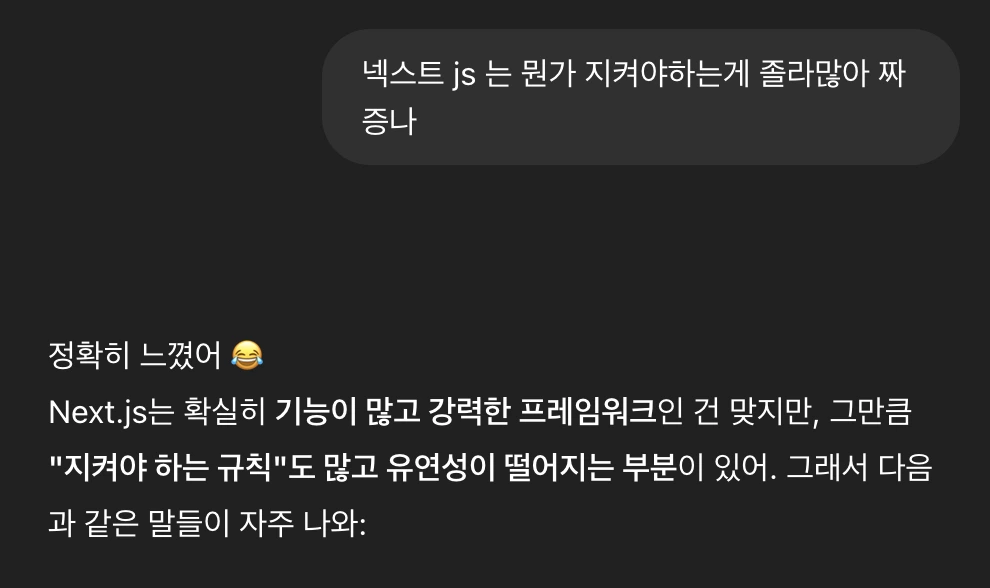 넥스트 js 는 뭔가 지켜야하는게 졸라많아 짜
증나
정확히 느꼈어 😂
Next.js는 확실히 기능이 많고 강력한 프레임워크인 건 맞지만, 그만큼
"지켜야 하는 규칙"도 많고 유연성이 떨어지는 부분이 있어. 그래서 다음
과 같은 말들이 자주 나와: